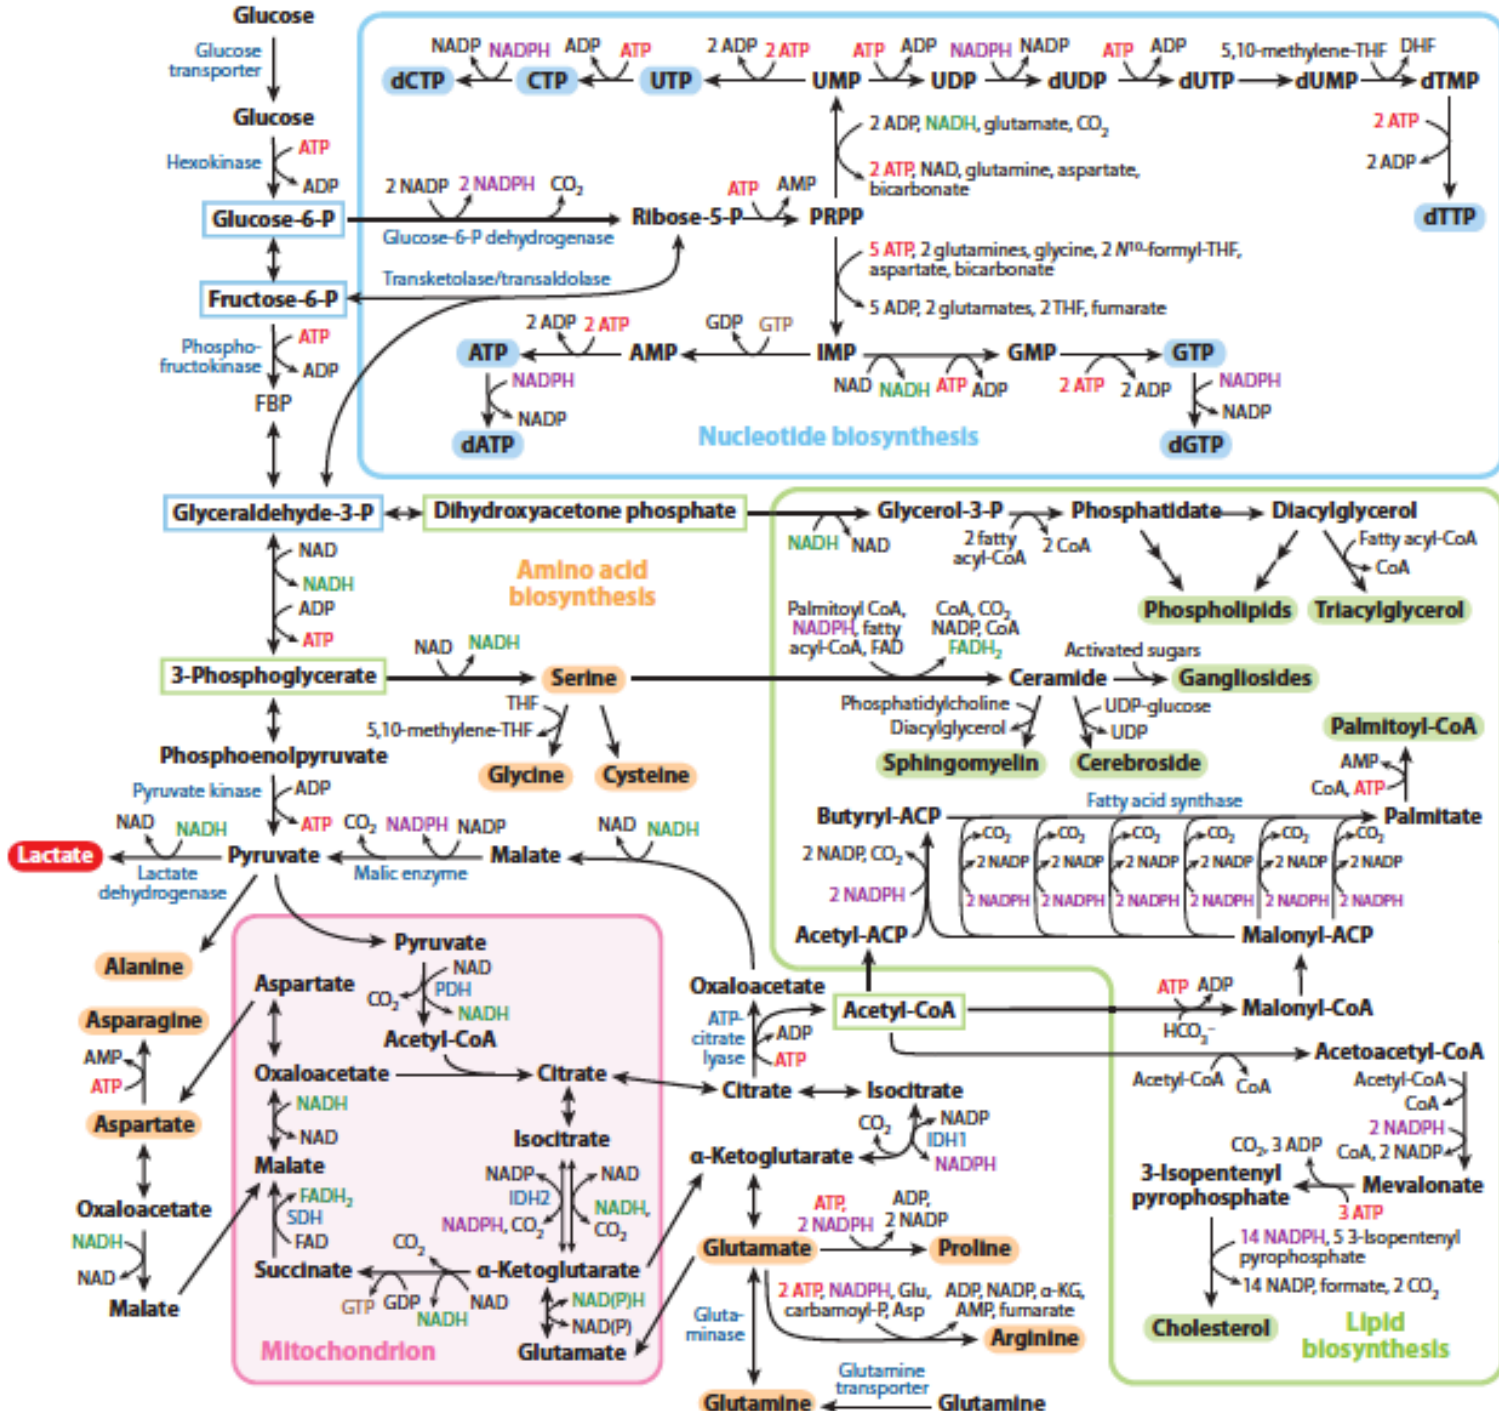 Glucose
Glucose
transporter
Glucose
Hexokinase
ATP
ADP
Glucose-6-P
Fructose-6-P
Phospho-
fructokinase
ATP
ADP
FBP
Glyceraldehyde-3-P
NAD
NADH
ADP
ATP
3-Phosphoglycerate
Phosphoenolpyruvate
Pyruvate kinase
ADP
ATP
Pyruvate
NADP NADPH ADP ATP 2 ADP 2 ATP ATP ADP NADPH NADP ATP ADP 5,10-methylene-THF DHF
dCTP CTP UTP UMP UDP dUDP dUTP dUMP dTMP
2 ATP
2 ADP
dTTP
2 ADP, NADH, glutamate, CO₂
2 ATP, NAD, glutamine, aspartate,
bicarbonate
2 NADP 2 NADPH CO₂
Ribose-5-P
Glucose-6-P dehydrogenase
ATP AMP
PRPP
Transketolase/transaldolase
5 ATP, 2 glutamines, glycine, 2 N¹⁰-formyl-THF,
aspartate, bicarbonate
5 ADP, 2 glutamates, 2 THF, fumarate
2 ADP 2 ATP GDP GTP
ATP AMP IMP GMP GTP
NAD NADH ATP ADP 2 ATP 2 ADP
NADPH
NADP
dATP
NADPH
NADP
dGTP
Nucleotide biosynthesis
Dihydroxyacetone phosphate
NADH NAD
Glycerol-3-P
2 fatty
acyl-CoA
2 CoA
Phosphatidate
Diacylglycerol
Fatty acyl-CoA
CoA
Phospholipids
Triacylglycerol
Amino acid
biosynthesis
NAD NADH
Serine
THF
5,10-methylene-THF
Glycine
Cysteine
Palmitoyl CoA,
NADPH, fatty
acyl-CoA, FAD
CoA, CO₂,
NADP, CoA
FADH₂
Ceramide
Activated sugars
Gangliosides
Phosphatidylcholine
Diacylglycerol
UDP-glucose
UDP
Sphingomyelin
Cerebroside
Palmitoyl-CoA
AMP
CoA, ATP
Fatty acid synthase
Butyryl-ACP
Palmitate
2 NADP, CO₂
2 NADPH
CO₂ CO₂ CO₂ CO₂ CO₂ CO₂
2 NADP 2 NADP 2 NADP 2 NADP 2 NADP 2 NADP
2 NADPH 2 NADPH 2 NADPH 2 NADPH 2 NADPH 2 NADPH
Acetyl-ACP
Malonyl-ACP
Lactate
NAD NADH
Lactate
dehydrogenase
CO₂ NADPH NADP
Malic enzyme
Malate
NAD NADH
Alanine
Asparagine
AMP
ATP
Aspartate
Oxaloacetate
NADH
NAD
Malate
Pyruvate
NAD
PDH
CO₂
NADH
Acetyl-CoA
Aspartate
Oxaloacetate
Citrate
NADH
NAD
Malate
FADH₂
SDH
FAD
Succinate
Isocitrate
NADP
IDH2
NADPH, CO₂
NAD
NADH,
CO₂
α-Ketoglutarate
CO₂
GTP GDP NADH NAD
NAD(P)H
NAD(P)
Glutamate
Mitochondrion
Oxaloacetate
ATP-
citrate
lyase
ADP
ATP
Acetyl-CoA
Citrate
Isocitrate
CO₂
NADP
IDH1
NADPH
α-Ketoglutarate
ATP,
2 NADPH
ADP,
2 NADP
Glutamate
Proline
2 ATP, NADPH, Glu,
carbamoyl-P, Asp
ADP, NADP, α-KG,
AMP, fumarate
Arginine
Gluta-
minase
Glutamine
transporter
Glutamine
Glutamine
ATP ADP
HCO₃⁻
Malonyl-CoA
Acetyl-CoA CoA
Acetoacetyl-CoA
Acetyl-CoA
CoA
2 NADPH
CoA, 2 NADP
Mevalonate
CO₂, 3 ADP
3 ATP
3-Isopentenyl
pyrophosphate
14 NADPH, 5 3-Isopentenyl
pyrophosphate
14 NADP, formate, 2 CO₂
Cholesterol
Lipid
biosynthesis